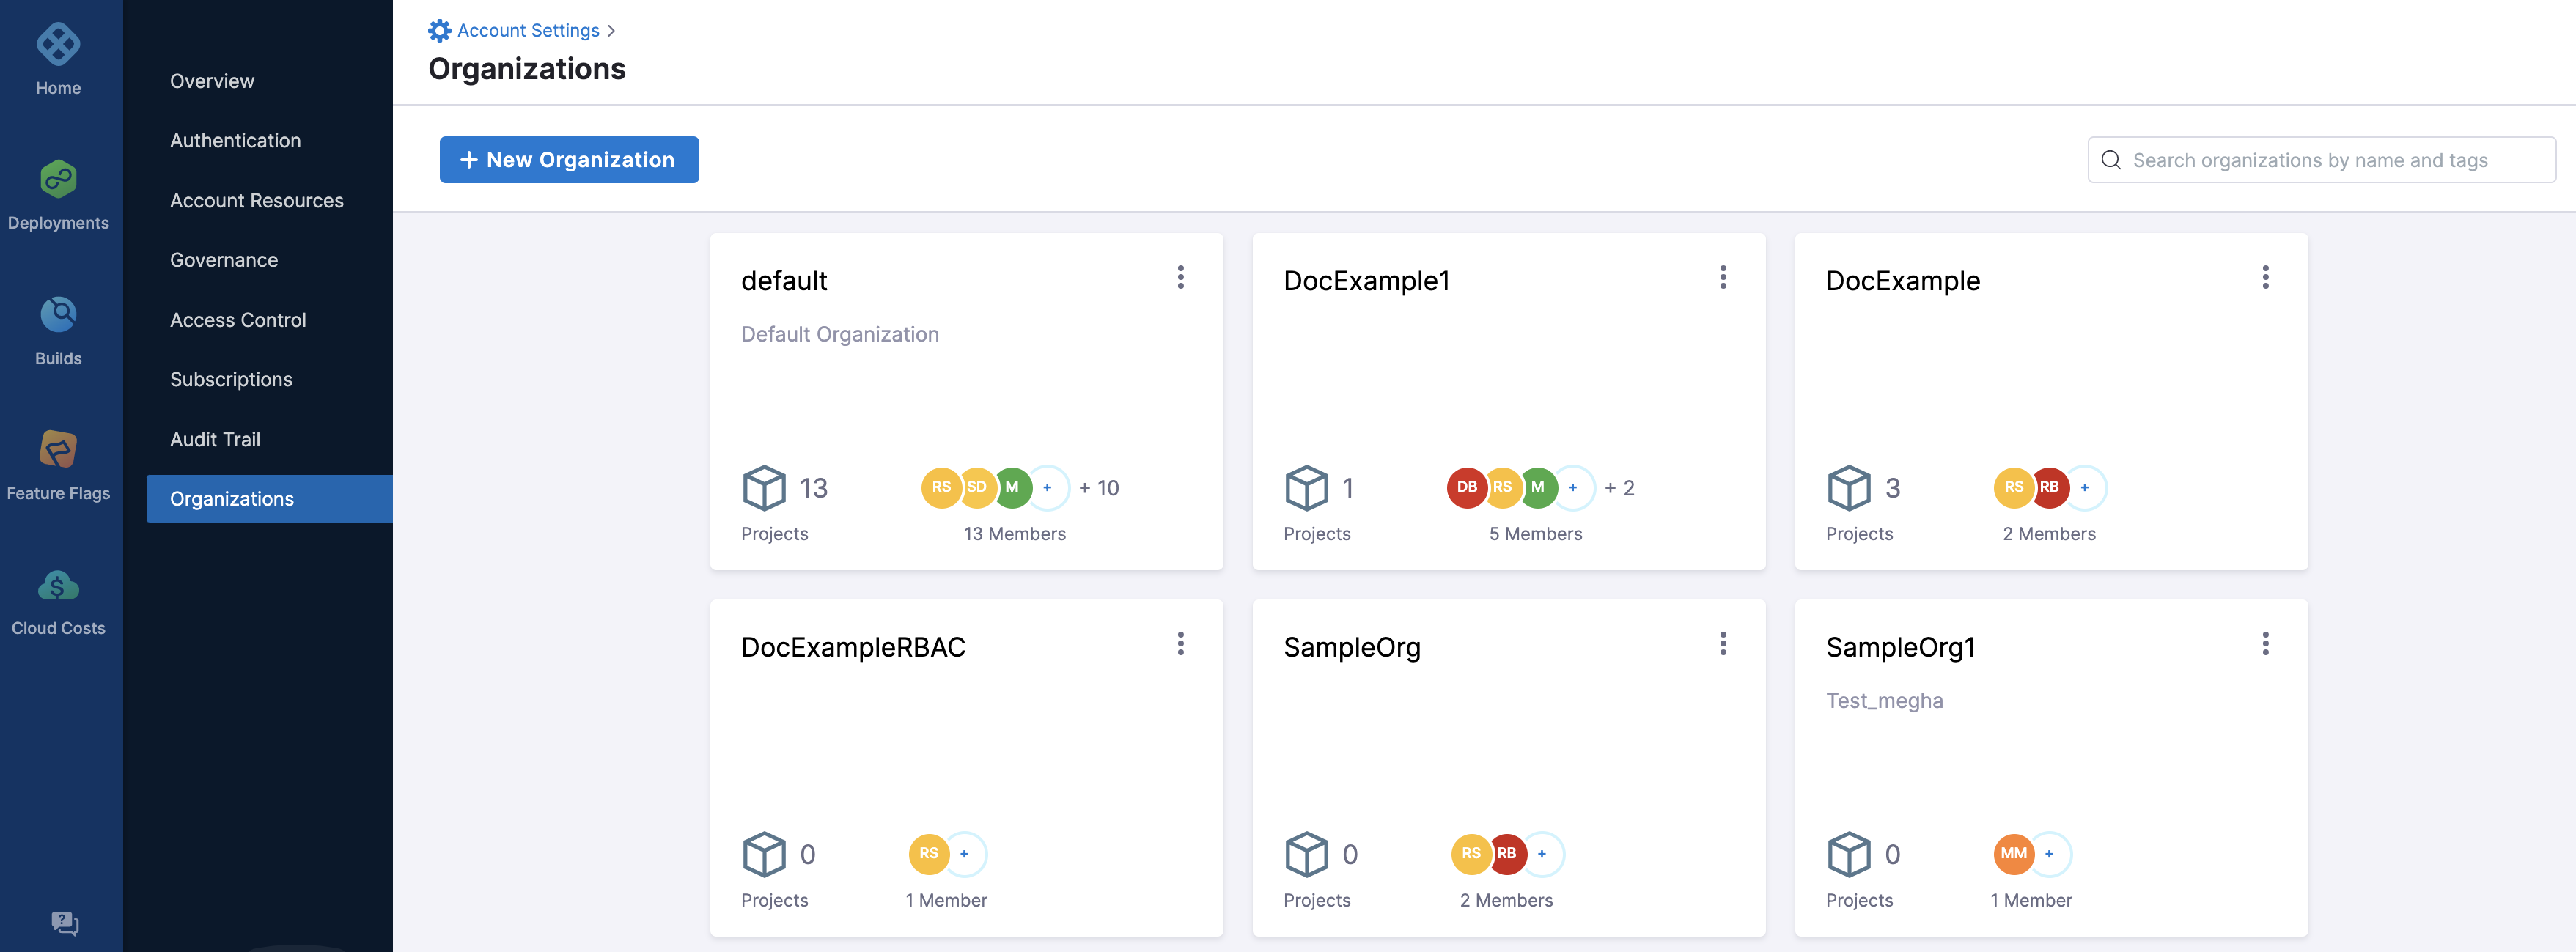 Home
Deployments
Builds
Feature Flags
Cloud Costs
Overview
Authentication
Account Resources
Governance
Access Control
Subscriptions
Audit Trail
Organizations
Account Settings >
Organizations
+ New Organization
Search organizations by name and tags
default
Default Organization
13
RS SD M + + 10
Projects
13 Members
DocExample1
1
DB RS M + + 2
Projects
5 Members
DocExample
3
RS RB +
Projects
2 Members
DocExampleRBAC
0
RS +
Projects
1 Member
SampleOrg
0
RS RB +
Projects
2 Members
SampleOrg1
Test_megha
0
MM +
Projects
1 Member